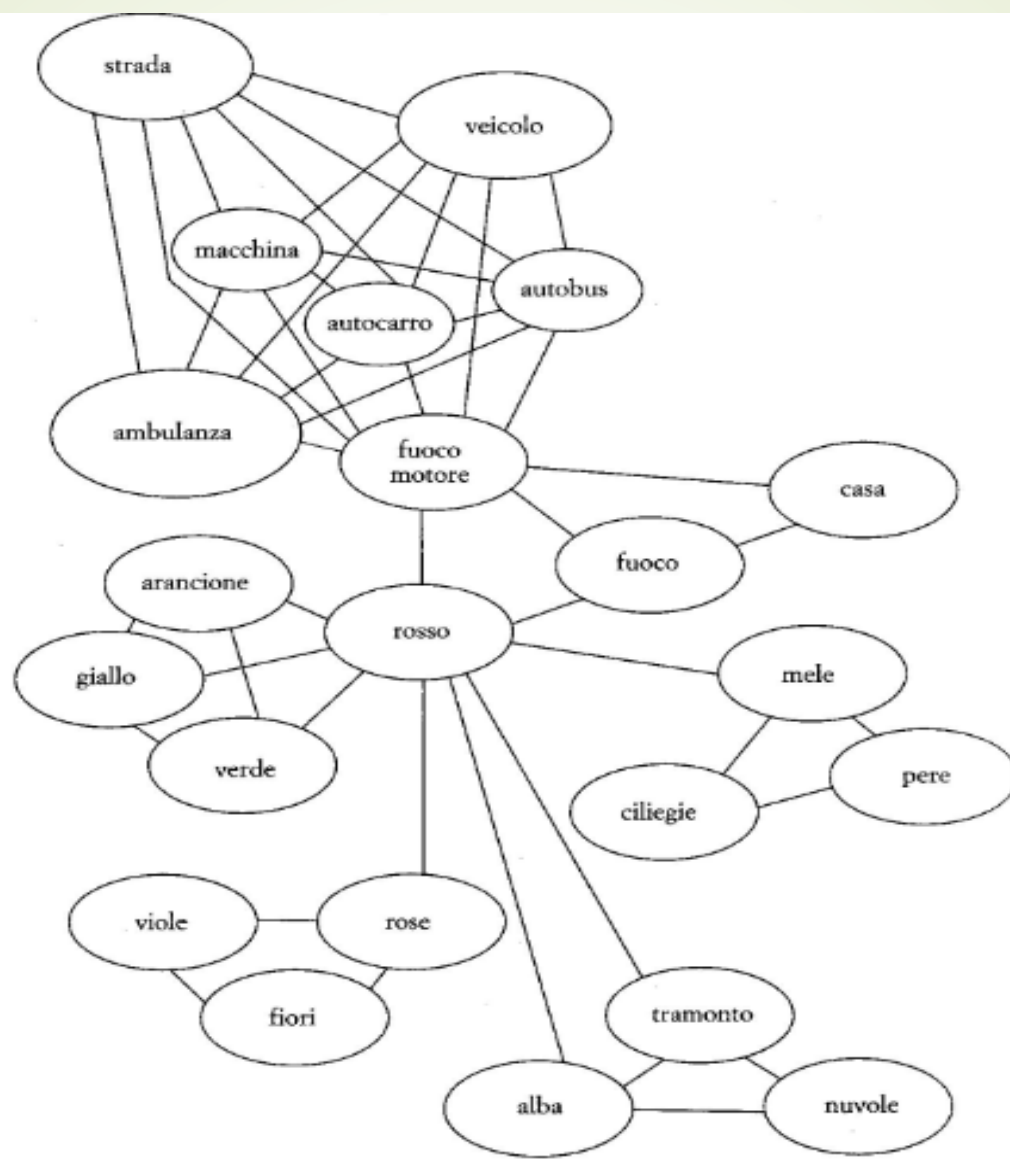 strada
veicolo
macchina
autobus
autocarro
ambulanza
fuoco
motore
casa
fuoco
arancione
rosso
giallo
mele
verde
pere
ciliegie
viole
rose
fiori
tramonto
alba
nuvole